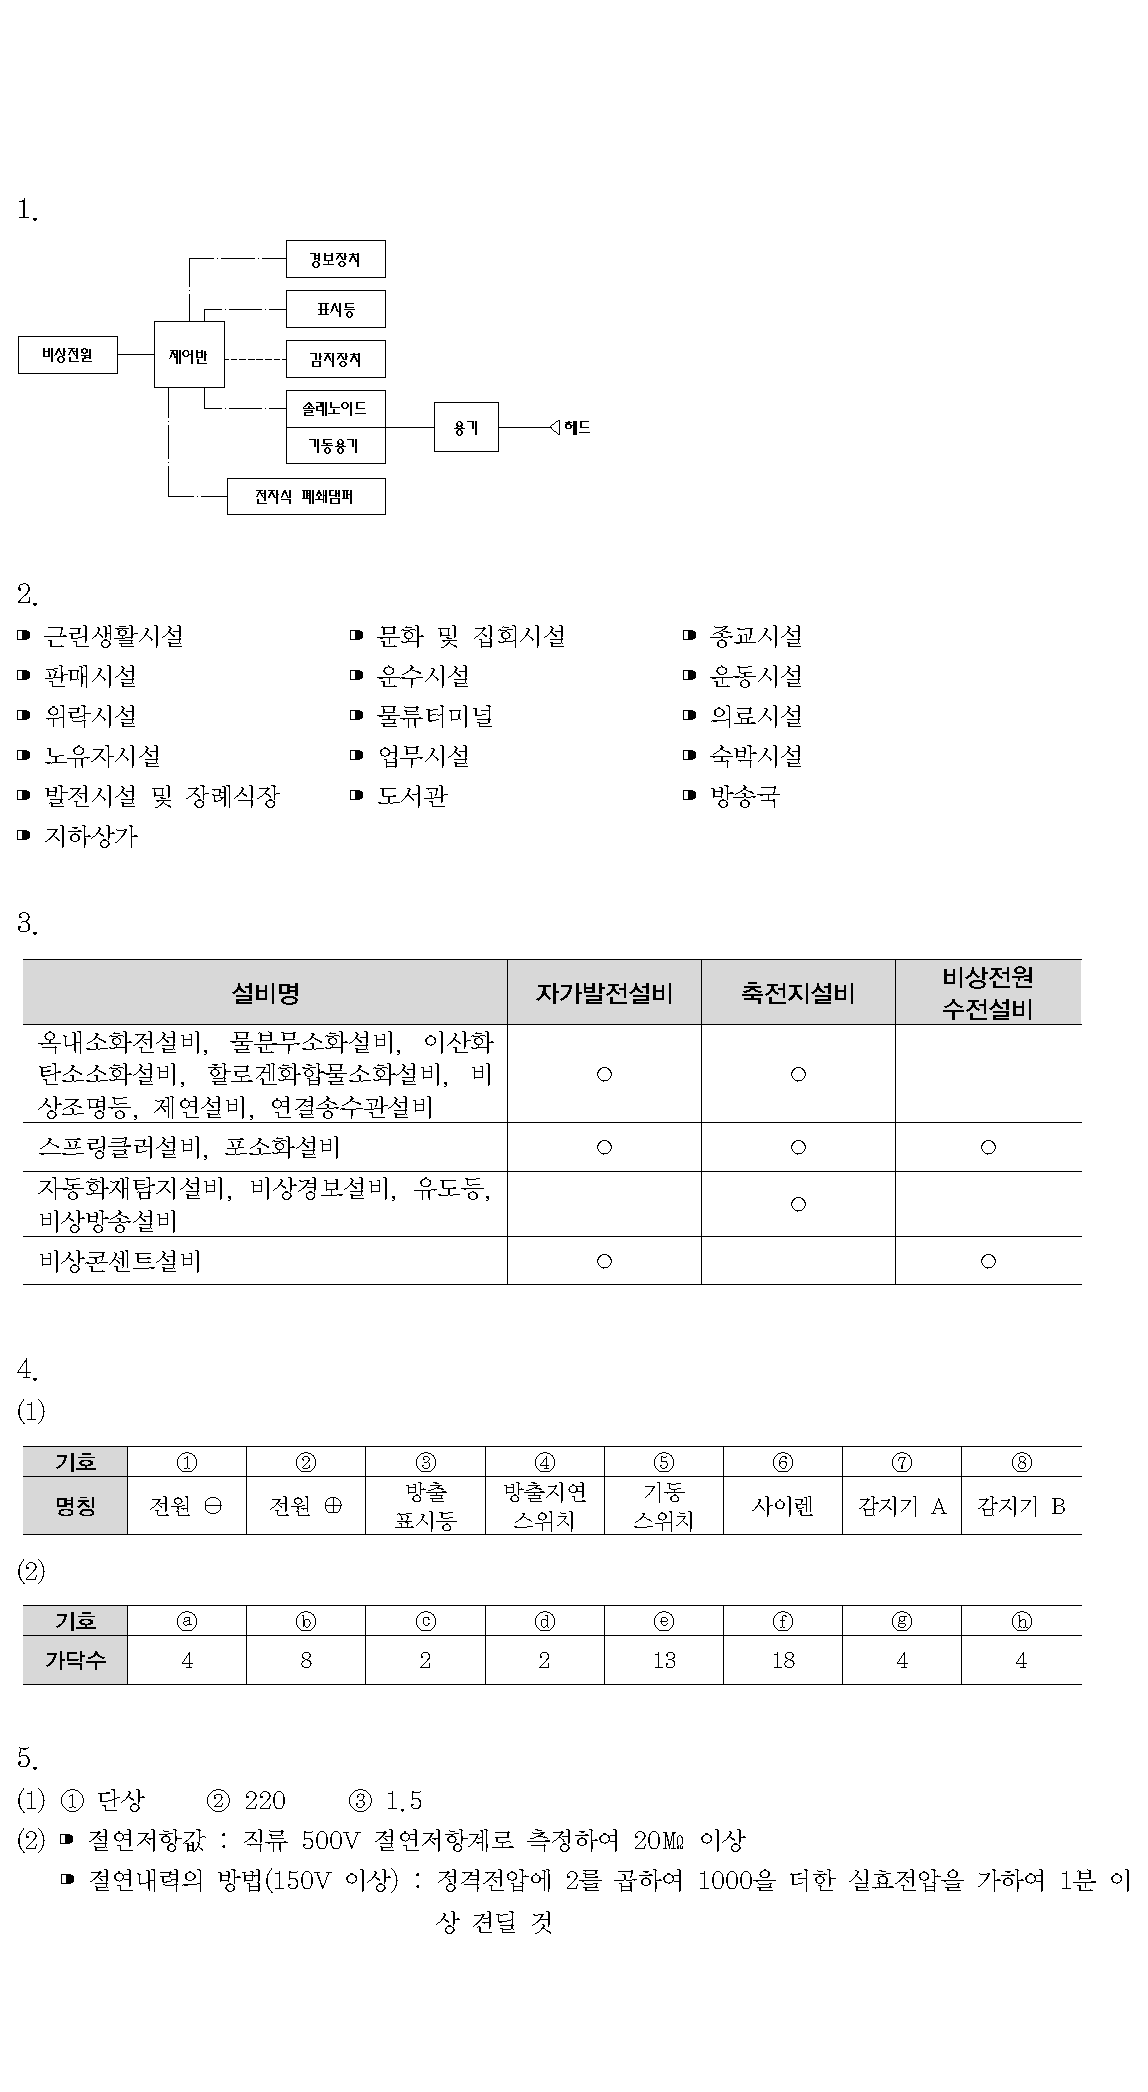 1.
경보장치
표시등
비상전원 제어반 감지장치
솔레노이드
용기 헤드
기동용기
전자식 폐쇄댐퍼
2.
◨ 근린생활시설 ◨ 문화 및 집회시설 ◨ 종교시설
◨ 판매시설 ◨ 운수시설 ◨ 운동시설
◨ 위락시설 ◨ 물류터미널 ◨ 의료시설
◨ 노유자시설 ◨ 업무시설 ◨ 숙박시설
◨ 발전시설 및 장례식장 ◨ 도서관 ◨ 방송국
◨ 지하상가
3.
설비명 자가발전설비 축전지설비 비상전원
수전설비
옥내소화전설비, 물분무소화설비, 이산화
탄소소화설비, 할로겐화합물소화설비, 비 ○ ○
상조명등, 제연설비, 연결송수관설비
스프링클러설비, 포소화설비 ○ ○ ○
자동화재탐지설비, 비상경보설비, 유도등, ○
비상방송설비
비상콘센트설비 ○ ○
4.
(1)
기호 ① ② ③ ④ ⑤ ⑥ ⑦ ⑧
명칭 전원 ⊖ 전원 ⊕ 방출 방출지연 기동 사이렌 감지기 A 감지기 B
표시등 스위치 스위치
(2)
기호 ⓐ ⓑ ⓒ ⓓ ⓔ ⓕ ⓖ ⓗ
가닥수 4 8 2 2 13 18 4 4
5.
(1) ① 단상 ② 220 ③ 1.5
(2) ◨ 절연저항값 : 직류 500V 절연저항계로 측정하여 20㏁ 이상
◨ 절연내력의 방법(150V 이상) : 정격전압에 2를 곱하여 1000을 더한 실효전압을 가하여 1분 이
상 견딜 것